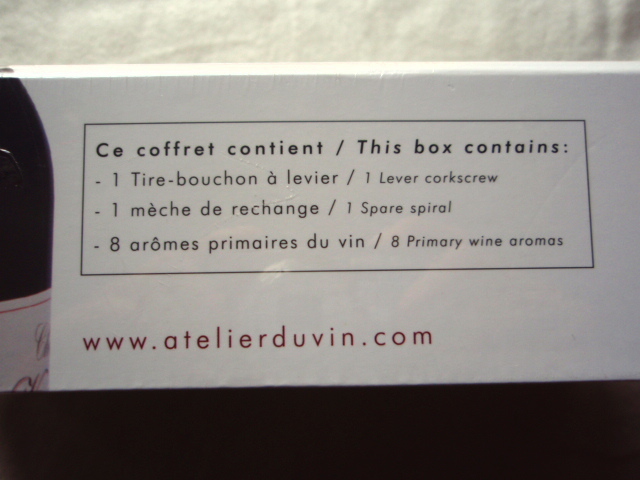 Ce coffret contient / This box contains:
- 1 Tire-bouchon à levier / 1 Lever corkscrew
- 1 mèche de rechange / 1 Spare spiral
- 8 arômes primaires du vin / 8 Primary wine aromas
www.atelierduvin.com